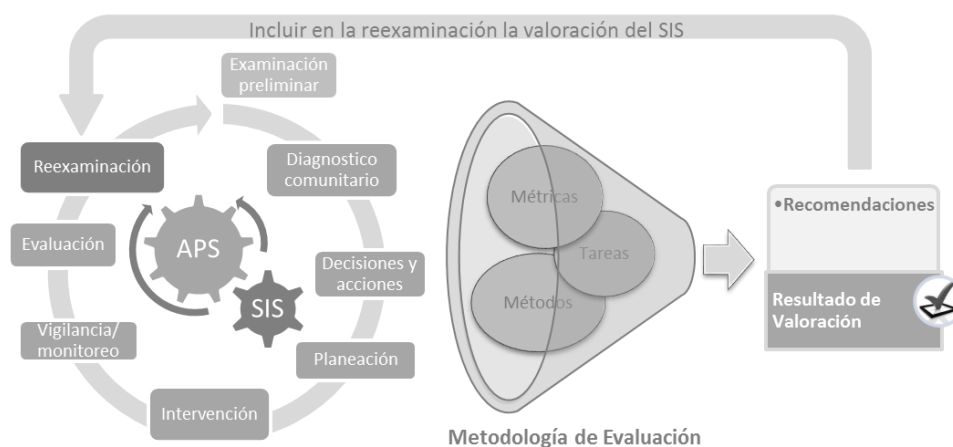 Incluir en la reexaminación la valoración del SIS
Examinación
preliminar
Diagnostico
comunitario
Decisiones y
acciones
Planeación
Intervención
Vigilancia/
monitoreo
Evaluación
Reexaminación
APS
SIS
Métricas
Tareas
Métodos
Metodología de Evaluación
•Recomendaciones
Resultado de
Valoración